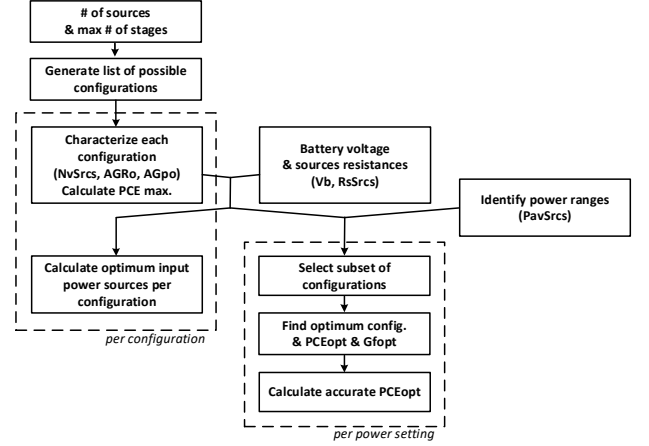 # of sources
& max # of stages
Generate list of possible
configurations
Characterize each
configuration
(NvSrcs, AGRo, AGpo)
Calculate PCE max.
Battery voltage
& sources resistances
(Vb, RsSrcs)
Identify power ranges
(PavSrcs)
Calculate optimum input
power sources per
configuration
per configuration
Select subset of
configurations
Find optimum config.
& PCEopt & Gfopt
Calculate accurate PCEopt
per power setting